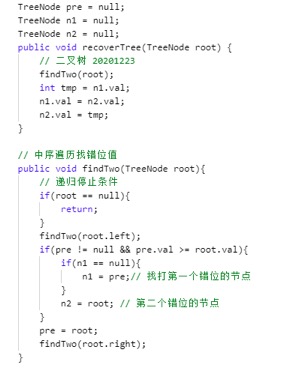 TreeNode pre = null;
TreeNode n1 = null;
TreeNode n2 = null;
public void recoverTree(TreeNode root) {
    // 二叉树 20201223
    findTwo(root);
    int tmp = n1.val;
    n1.val = n2.val;
    n2.val = tmp;
}

// 中序遍历找错位值
public void findTwo(TreeNode root){
    // 递归停止条件
    if(root == null){
        return;
    }
    findTwo(root.left);
    if(pre != null && pre.val >= root.val){
        if(n1 == null){
            n1 = pre;// 找打第一个错位的节点
        }
        n2 = root; // 第二个错位的节点
    }
    pre = root;
    findTwo(root.right);
}